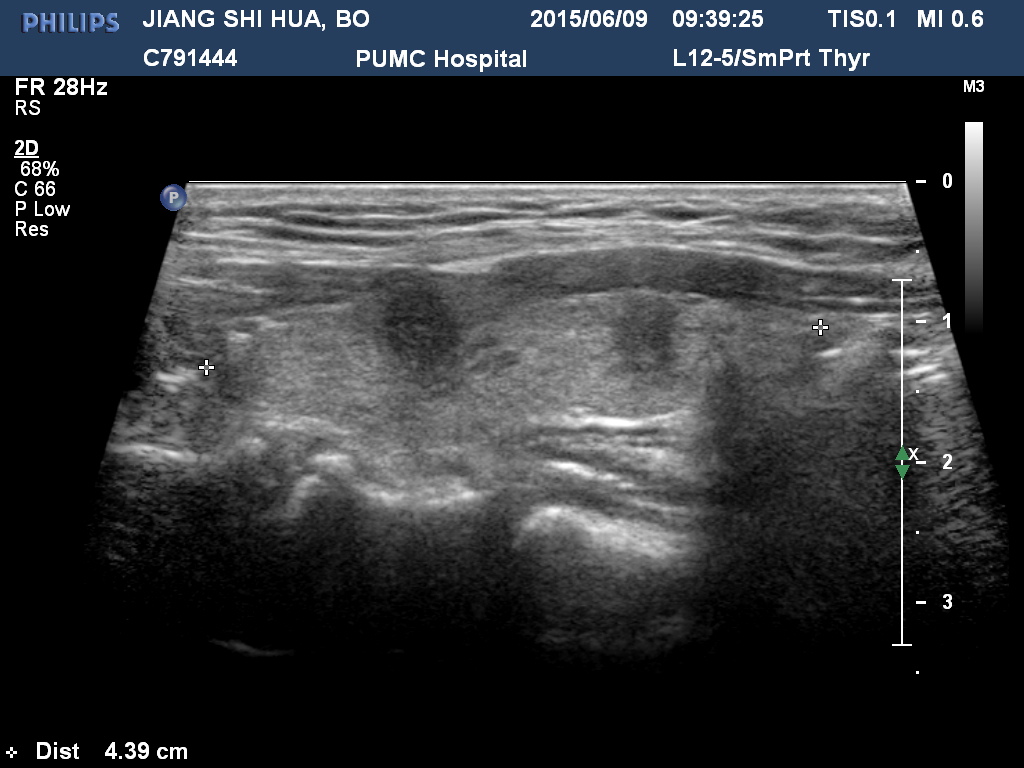 PHILIPS JIANG SHI HUA, BO 2015/06/09 09:39:25 TIS0.1 MI 0.6
C791444 PUMC Hospital L12-5/SmPrt Thyr
FR 28Hz
RS
M3
2D
68%
C 66
P Low
Res
P
0
1
X
2
3
Dist 4.39 cm